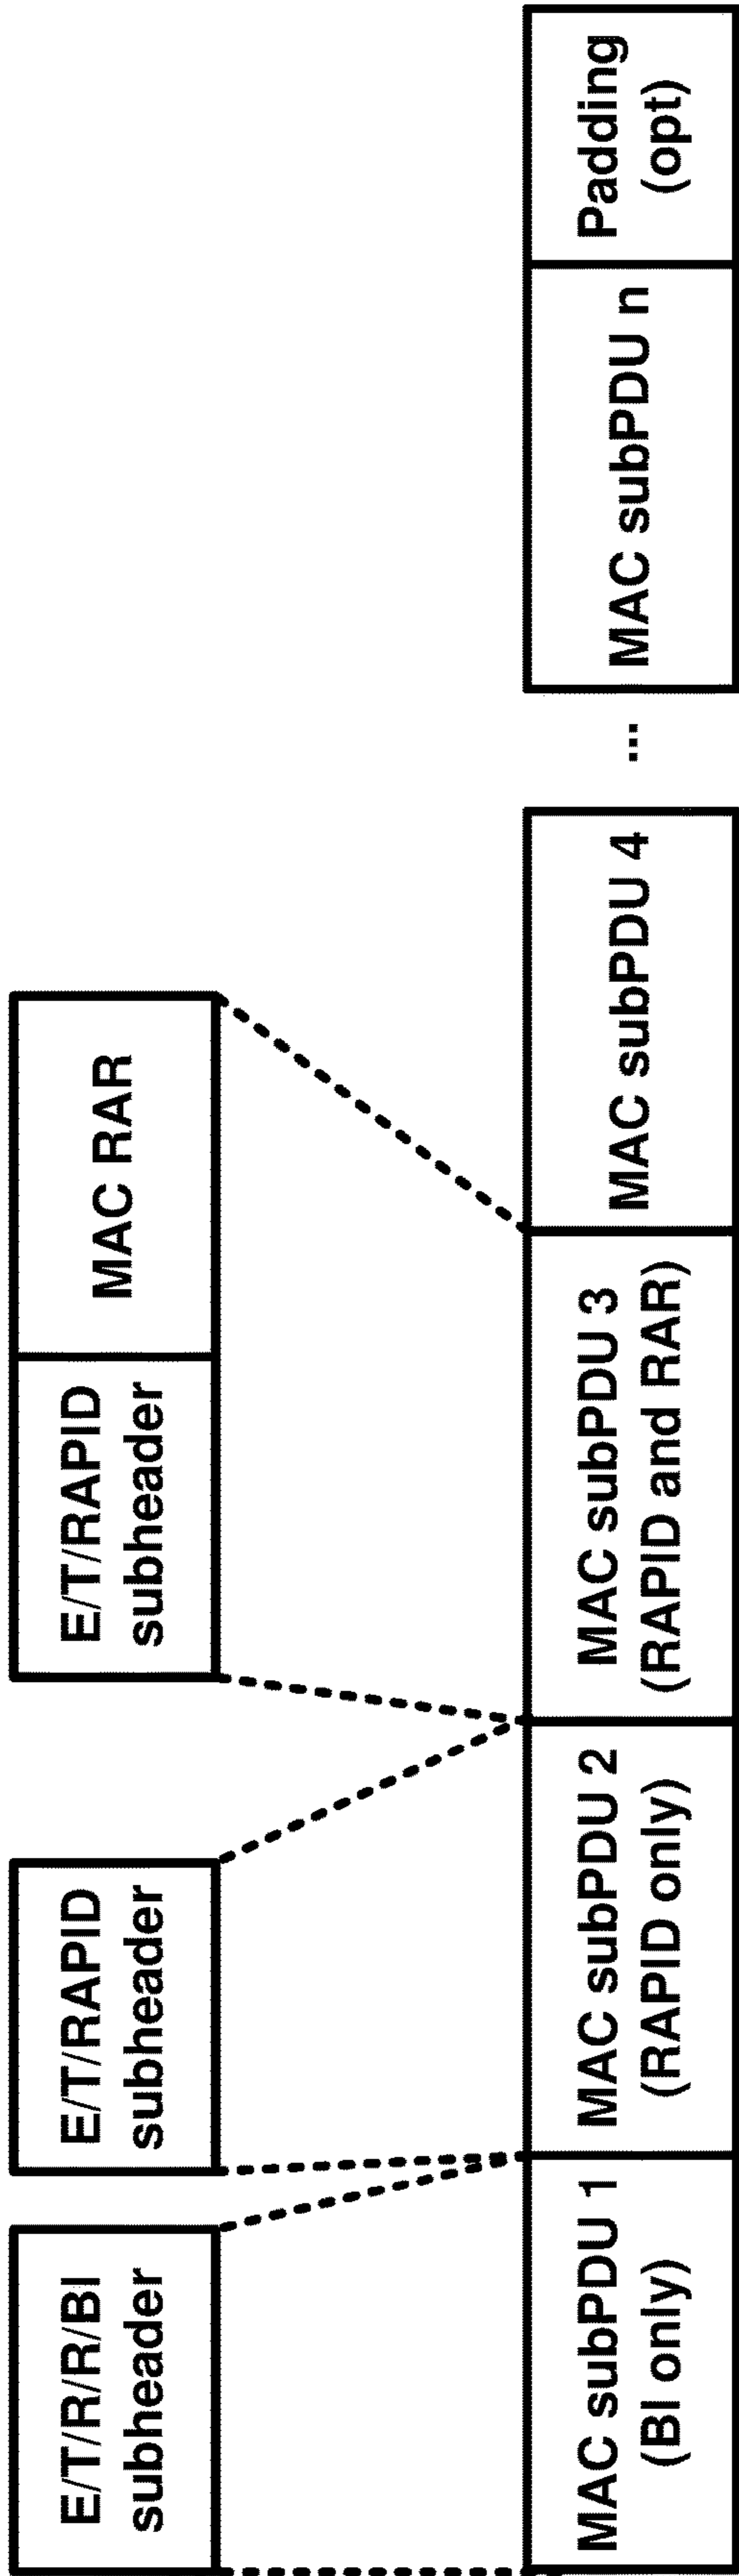 E/T/R/R/BI
subheader
E/T/RAPID
subheader
E/T/RAPID
subheader
MAC RAR
MAC subPDU 1
(BI only)
MAC subPDU 2
(RAPID only)
MAC subPDU 3
(RAPID and RAR)
MAC subPDU 4
...
MAC subPDU n
Padding
(opt)